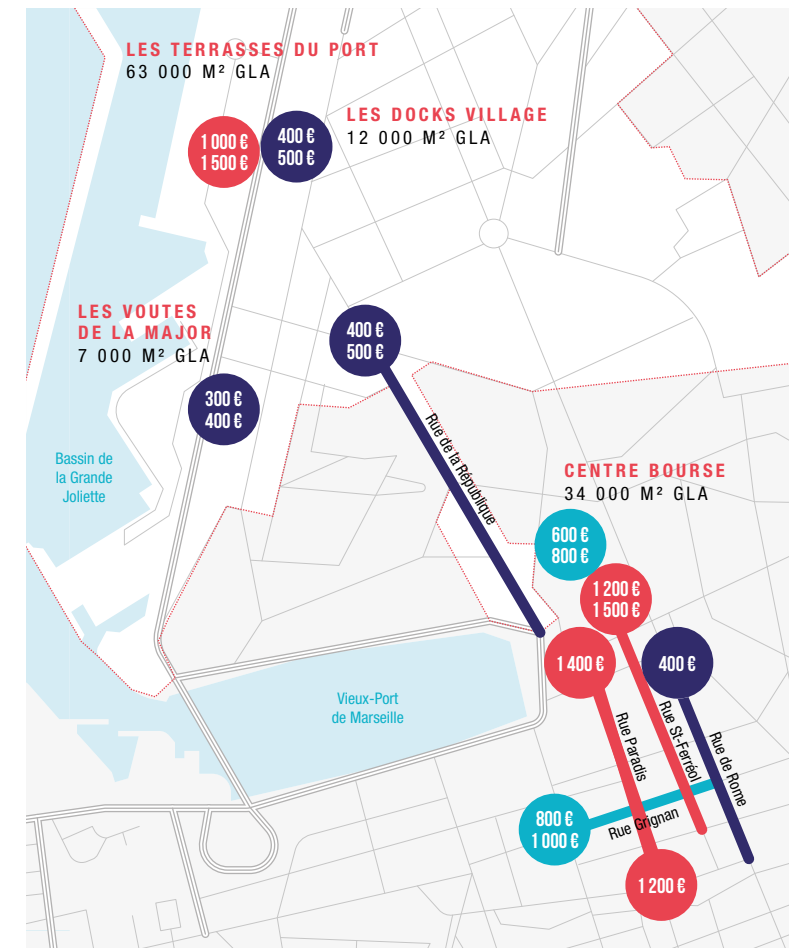 LES TERRASSES DU PORT
63 000 M² GLA
1 000 €
1 500 €
400 €
500 €
LES DOCKS VILLAGE
12 000 M² GLA
LES VOUTES
DE LA MAJOR
7 000 M² GLA
300 €
400 €
400 €
500 €
Rue de la République
Bassin de
la Grande
Joliette
CENTRE BOURSE
34 000 M² GLA
600 €
800 €
1 200 €
1 500 €
1 400 €
400 €
Vieux-Port
de Marseille
Rue Paradis
Rue St-Ferréol
Rue de Rome
800 €
1 000 €
Rue Grignan
1 200 €